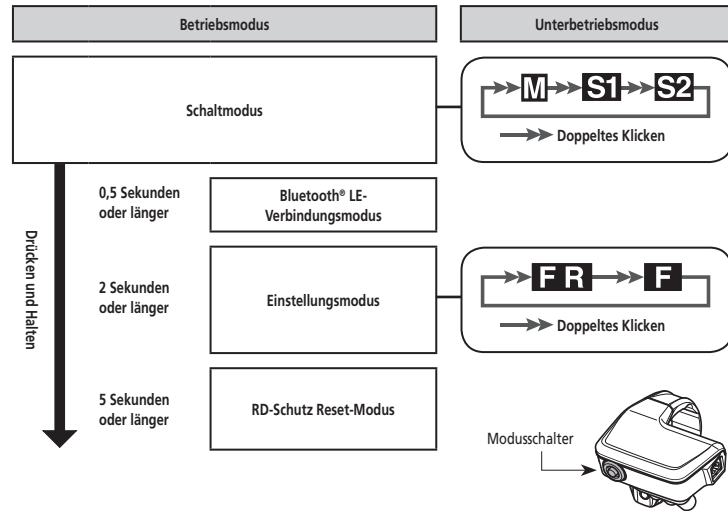 Betriebsmodus
Unterbetriebsmodus
Schaltmodus
M S1 S2
Doppeltes Klicken
Drücken und Halten
0,5 Sekunden
oder länger
Bluetooth® LE-
Verbindungsmodus
2 Sekunden
oder länger
Einstellungsmodus
F R F
Doppeltes Klicken
5 Sekunden
oder länger
RD-Schutz Reset-Modus
Modusschalter